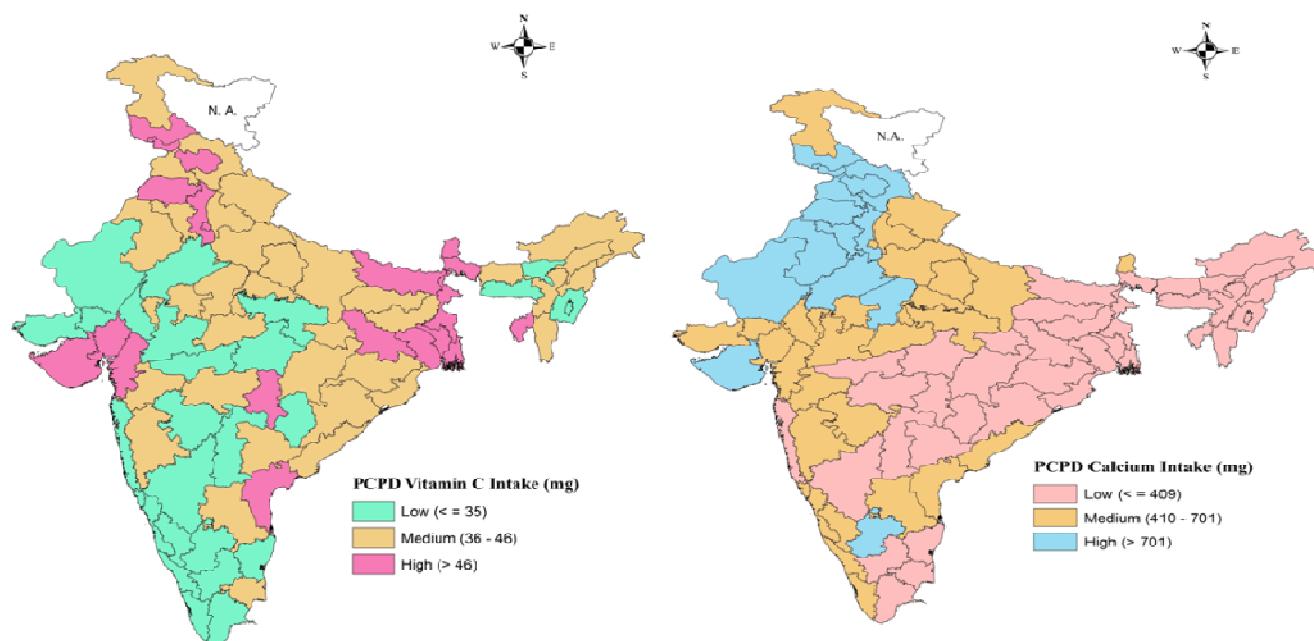 N
W E
S
N. A.
PCPD Vitamin C Intake (mg)
Low (< = 35)
Medium (36 - 46)
High (> 46)
N
W E
S
N.A.
PCPD Calcium Intake (mg)
Low (< = 409)
Medium (410 - 701)
High (> 701)